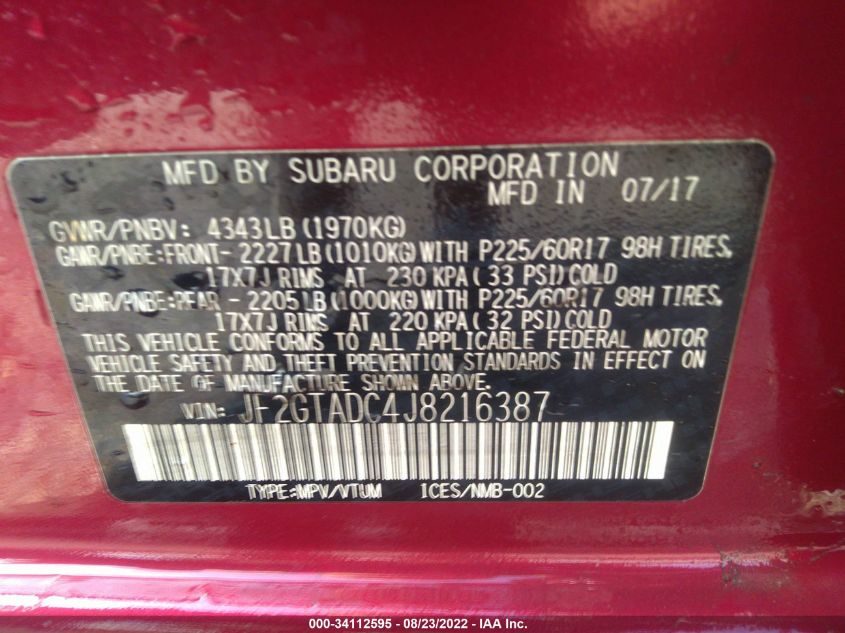 MFD BY SUBARU CORPORATION
MFD IN 07/17
GVWR/PNBV: 4343LB (1970KG)
GAWR/PNBE:FRONT- 2227LB(1010KG)WITH P225/60R17 98H TIRES,
17X7J RIMS AT 230 KPA( 33 PSI)COLD
GAWR/PNBE:REAR - 2205LB(1000KG)WITH P225/60R17 98H TIRES,
17X7J RIMS AT 220 KPA( 32 PSI)COLD
THIS VEHICLE CONFORMS TO ALL APPLICABLE FEDERAL MOTOR
VEHICLE SAFETY AND THEFT PREVENTION STANDARDS IN EFFECT ON
THE DATE OF MANUFACTURE SHOWN ABOVE.
VIN: JF2GTADC4J8216387
TYPE:MPV/VTUM ICES/NMB-002
000-34112595 - 08/23/2022 - IAA Inc.